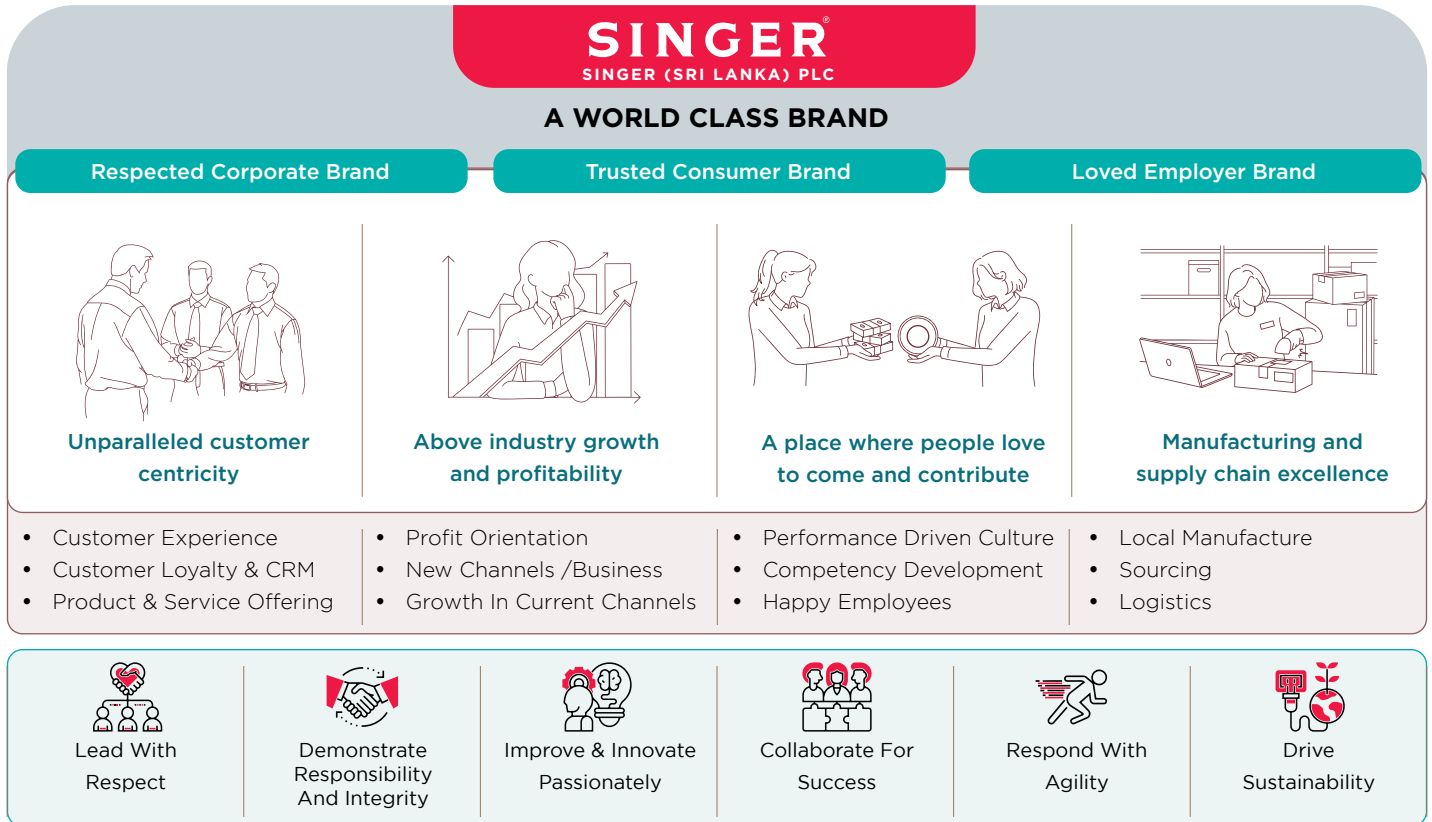 SINGER®
SINGER (SRI LANKA) PLC
A WORLD CLASS BRAND
Respected Corporate Brand
Trusted Consumer Brand
Loved Employer Brand
Unparalleled customer
centricity
Above industry growth
and profitability
A place where people love
to come and contribute
Manufacturing and
supply chain excellence
• Customer Experience
• Customer Loyalty & CRM
• Product & Service Offering
• Profit Orientation
• New Channels /Business
• Growth In Current Channels
• Performance Driven Culture
• Competency Development
• Happy Employees
• Local Manufacture
• Sourcing
• Logistics
Lead With
Respect
Demonstrate
Responsibility
And Integrity
Improve & Innovate
Passionately
Collaborate For
Success
Respond With
Agility
Drive
Sustainability